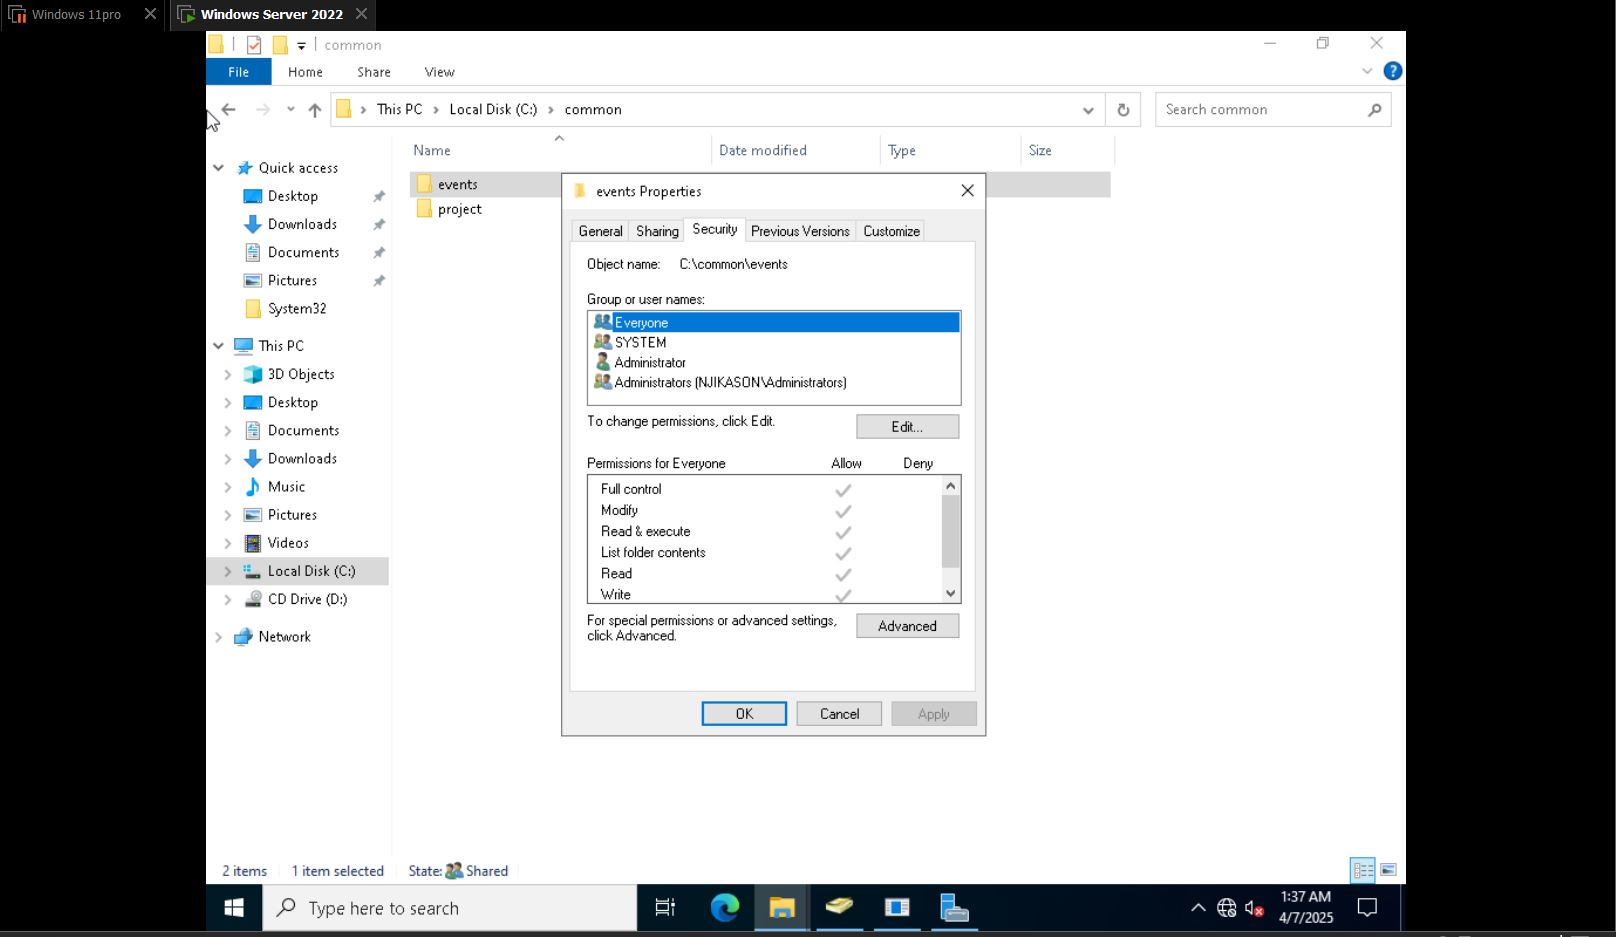 Windows 11pro
Windows Server 2022
common
File Home Share View
This PC Local Disk (C:) common
Search common
Name Date modified Type Size
Quick access
Desktop
Downloads
Documents
Pictures
System32
This PC
3D Objects
Desktop
Documents
Downloads
Music
Pictures
Videos
Local Disk (C:)
CD Drive (D:)
Network
events
project
events Properties
General Sharing Security Previous Versions Customize
Object name: C:\common\events
Group or user names:
Everyone
SYSTEM
Administrator
Administrators (NJIKASON\Administrators)
To change permissions, click Edit.
Edit...
Permissions for Everyone Allow Deny
Full control
Modify
Read & execute
List folder contents
Read
Write
For special permissions or advanced settings,
click Advanced.
Advanced
OK Cancel Apply
2 items 1 item selected State: Shared
Type here to search
1:37 AM
4/7/2025